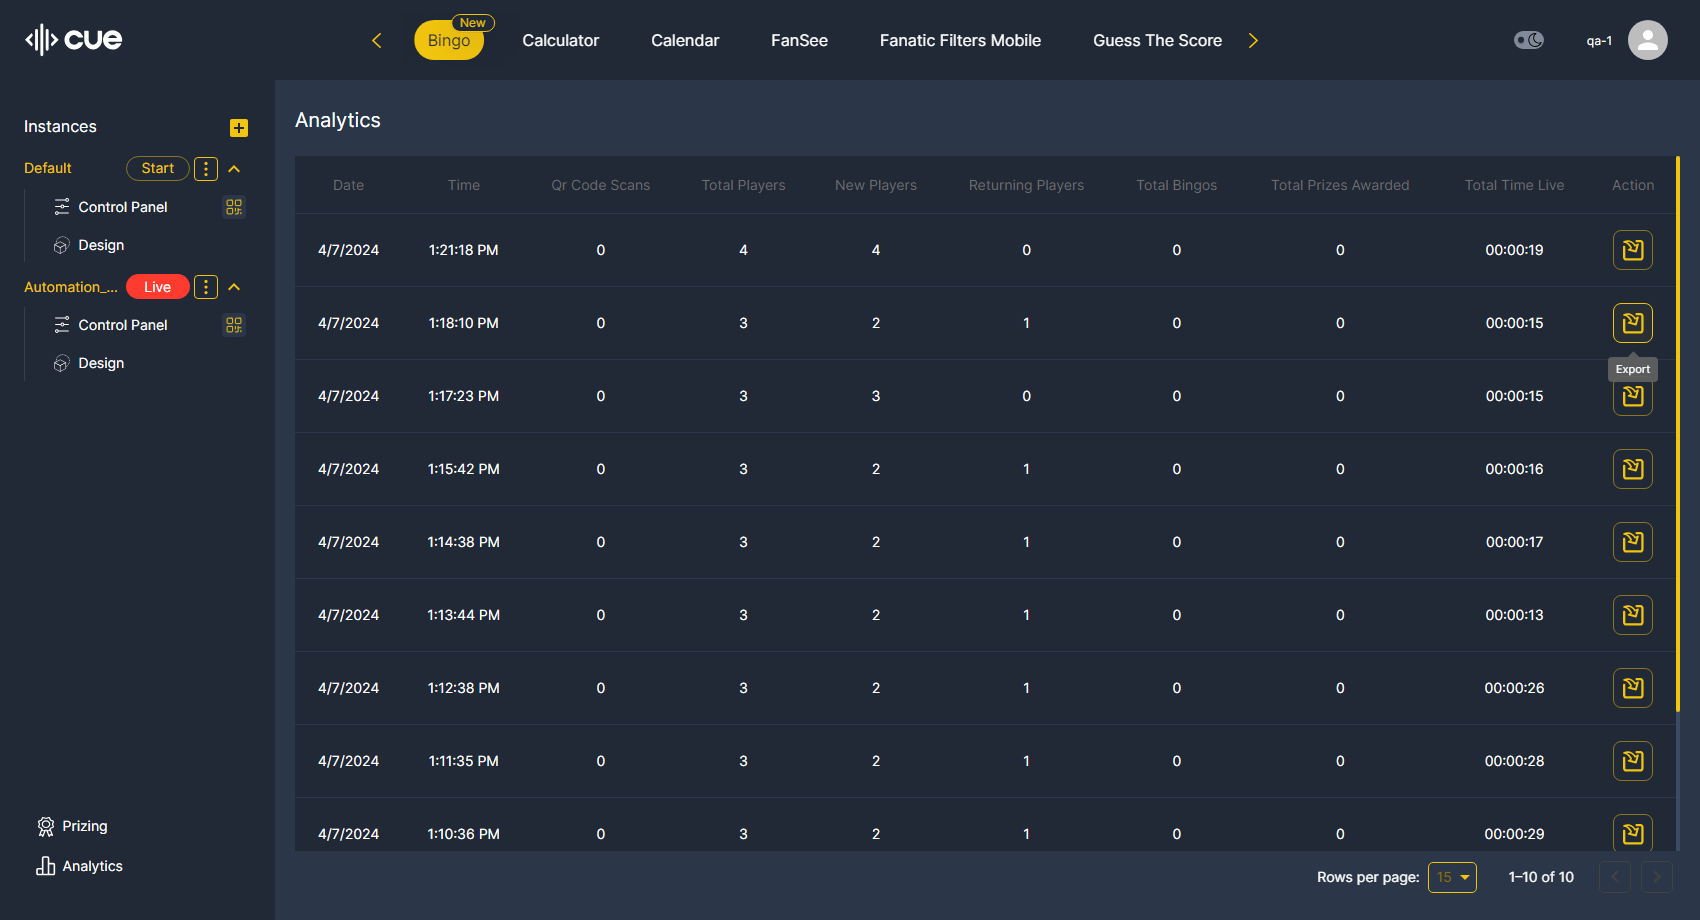 cue
Bingo
New
Calculator
Calendar
FanSee
Fanatic Filters Mobile
Guess The Score
qa-1
Instances
Default
Start
Control Panel
Design
Automation_...
Live
Control Panel
Design
Prizing
Analytics
Analytics
Date Time Qr Code Scans Total Players New Players Returning Players Total Bingos Total Prizes Awarded Total Time Live Action
4/7/2024 1:21:18 PM 0 4 4 0 0 0 00:00:19
4/7/2024 1:18:10 PM 0 3 2 1 0 0 00:00:15
Export
4/7/2024 1:17:23 PM 0 3 3 0 0 0 00:00:15
4/7/2024 1:15:42 PM 0 3 2 1 0 0 00:00:16
4/7/2024 1:14:38 PM 0 3 2 1 0 0 00:00:17
4/7/2024 1:13:44 PM 0 3 2 1 0 0 00:00:13
4/7/2024 1:12:38 PM 0 3 2 1 0 0 00:00:26
4/7/2024 1:11:35 PM 0 3 2 1 0 0 00:00:28
4/7/2024 1:10:36 PM 0 3 2 1 0 0 00:00:29
Rows per page: 15 1–10 of 10